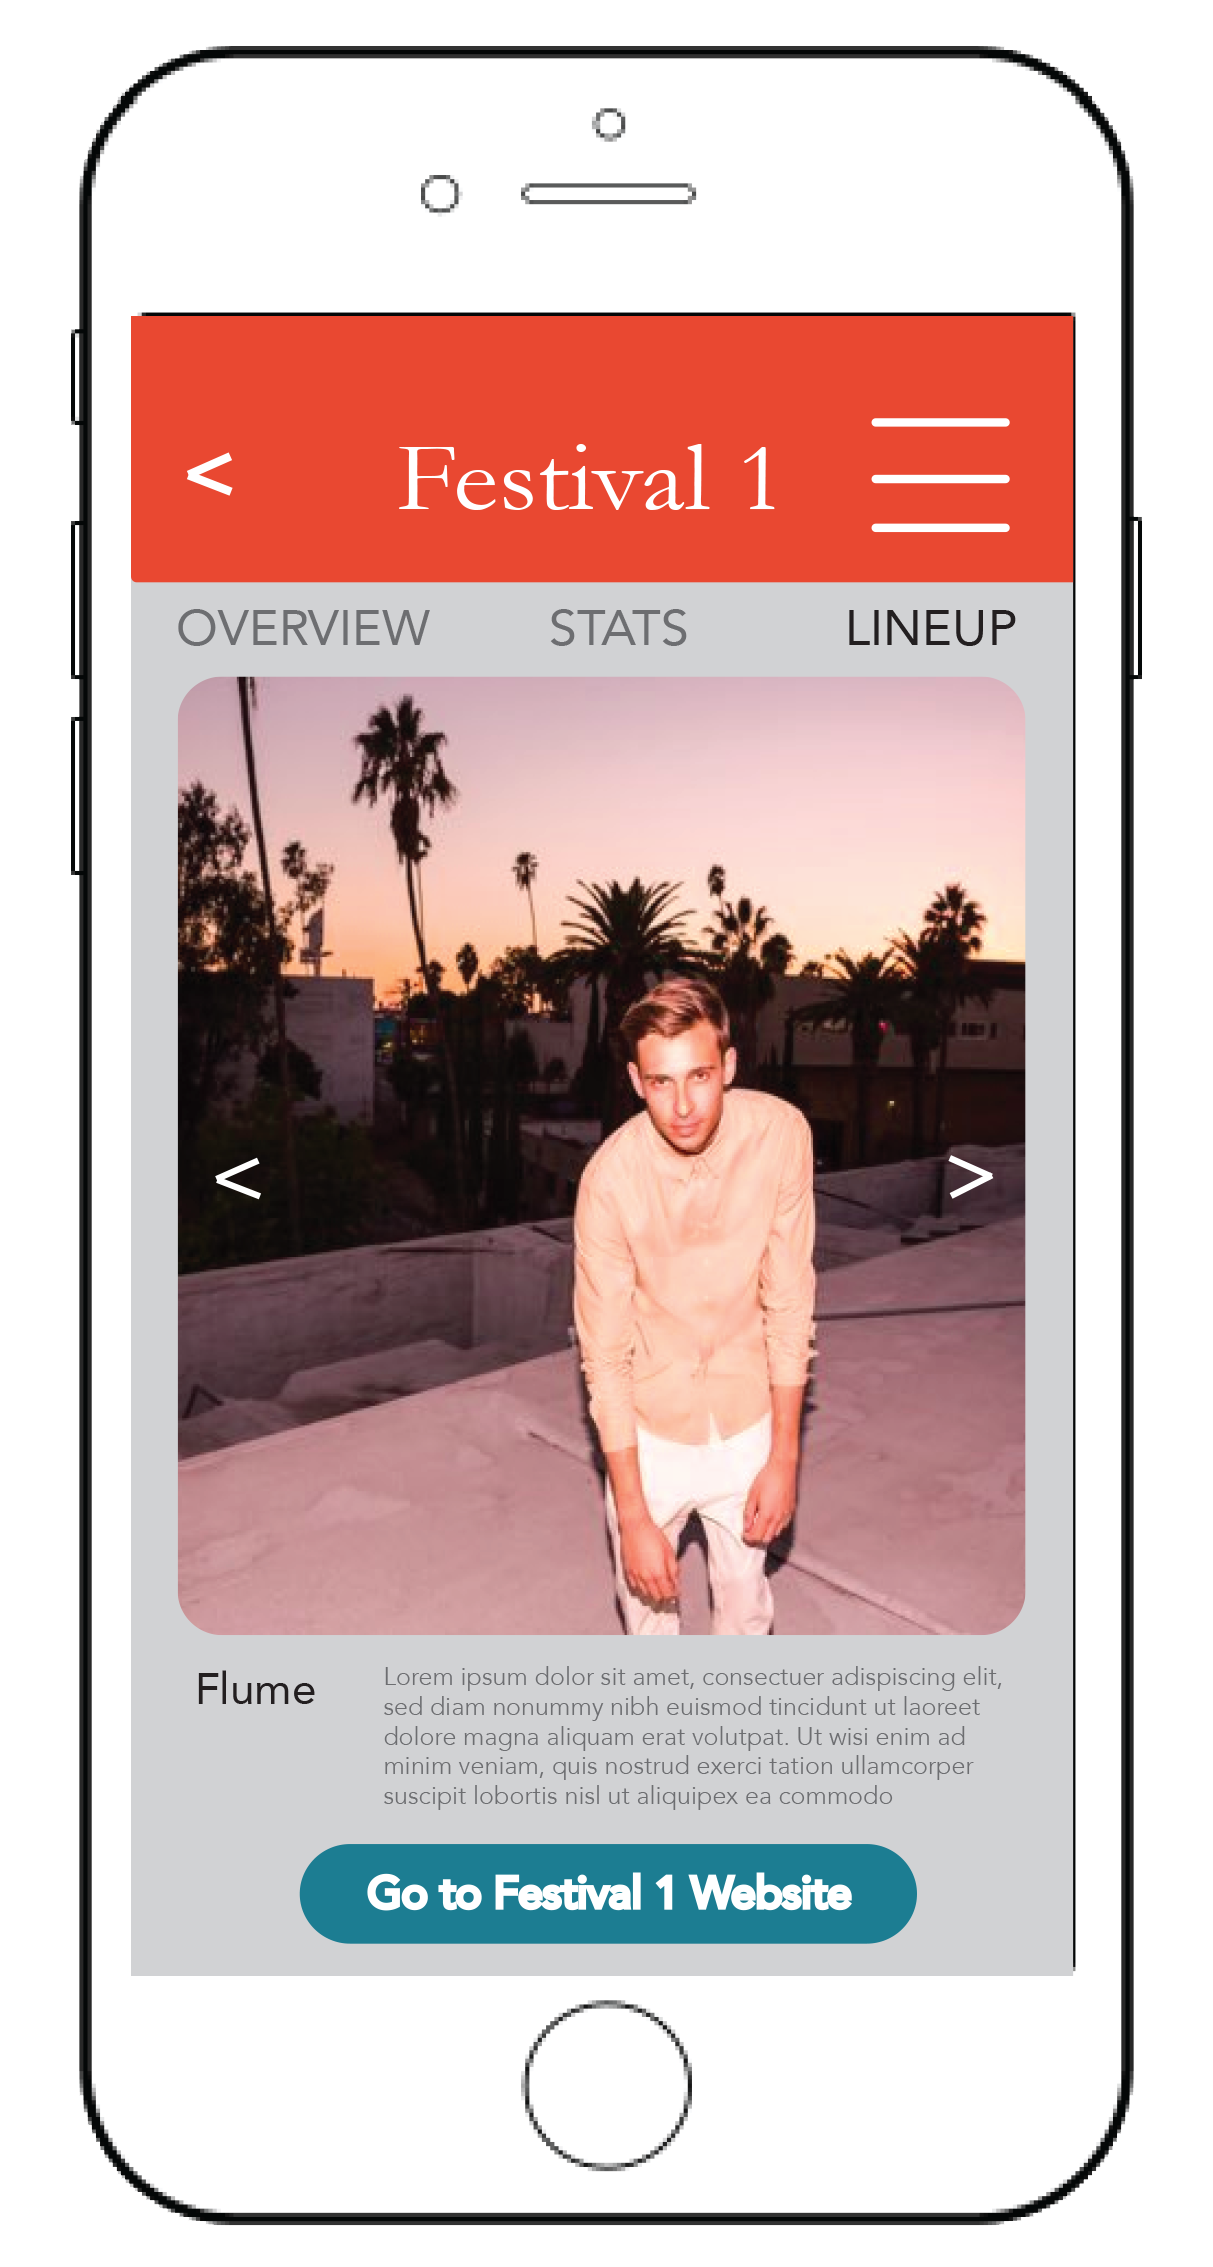 <
Festival 1
OVERVIEW STATS LINEUP
< >
Flume
Lorem ipsum dolor sit amet, consectuer adispiscing elit,
sed diam nonummy nibh euismod tincidunt ut laoreet
dolore magna aliquam erat volutpat. Ut wisi enim ad
minim veniam, quis nostrud exerci tation ullamcorper
suscipit lobortis nisl ut aliquipex ea commodo
Go to Festival 1 Website